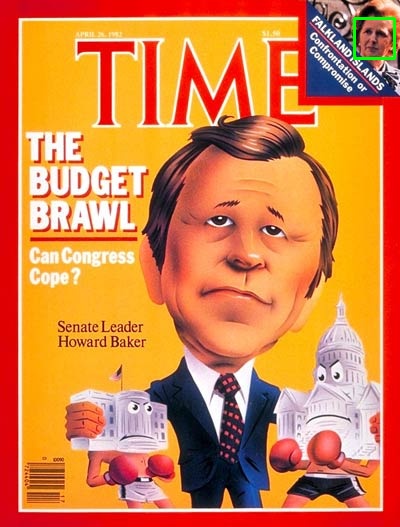 APRIL 26, 1982
$1.50
TIME
FALKLAND ISLANDS
Confrontation or
Compromise
THE
BUDGET
BRAWL
Can Congress
Cope?
Senate Leader
Howard Baker